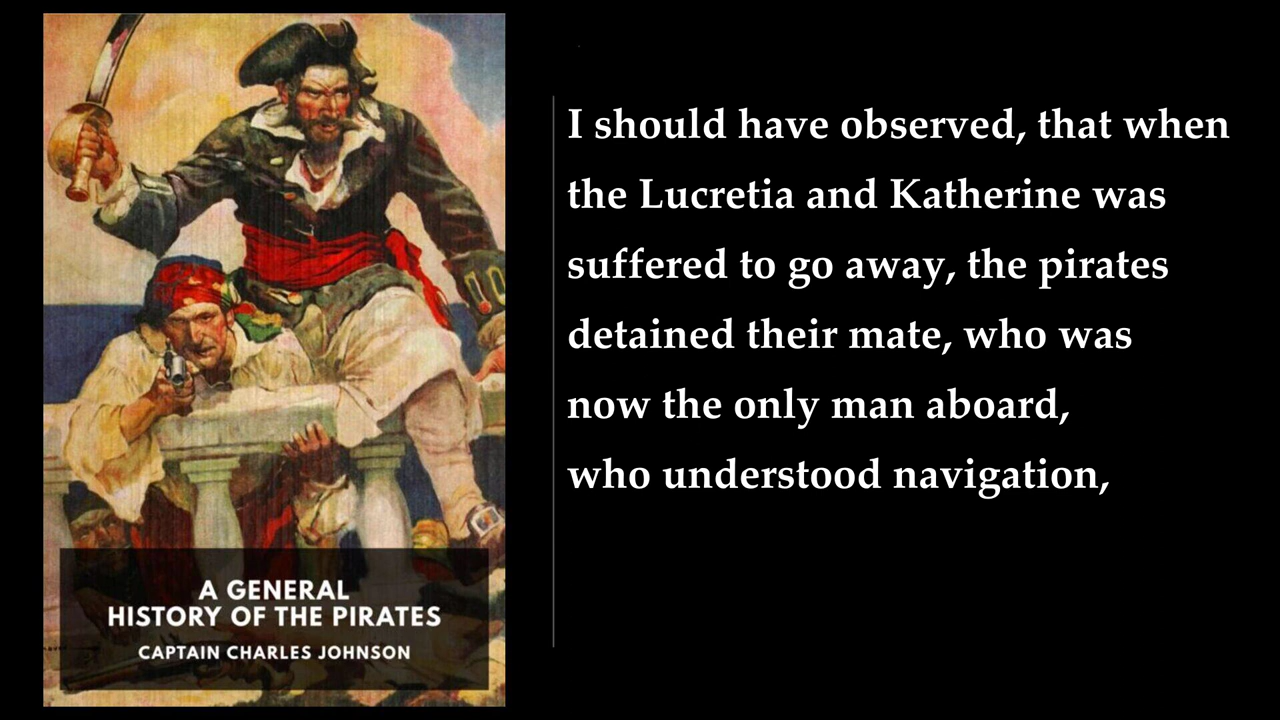 A GENERAL
HISTORY OF THE PIRATES
CAPTAIN CHARLES JOHNSON
I should have observed, that when
the Lucretia and Katherine was
suffered to go away, the pirates
detained their mate, who was
now the only man aboard,
who understood navigation,